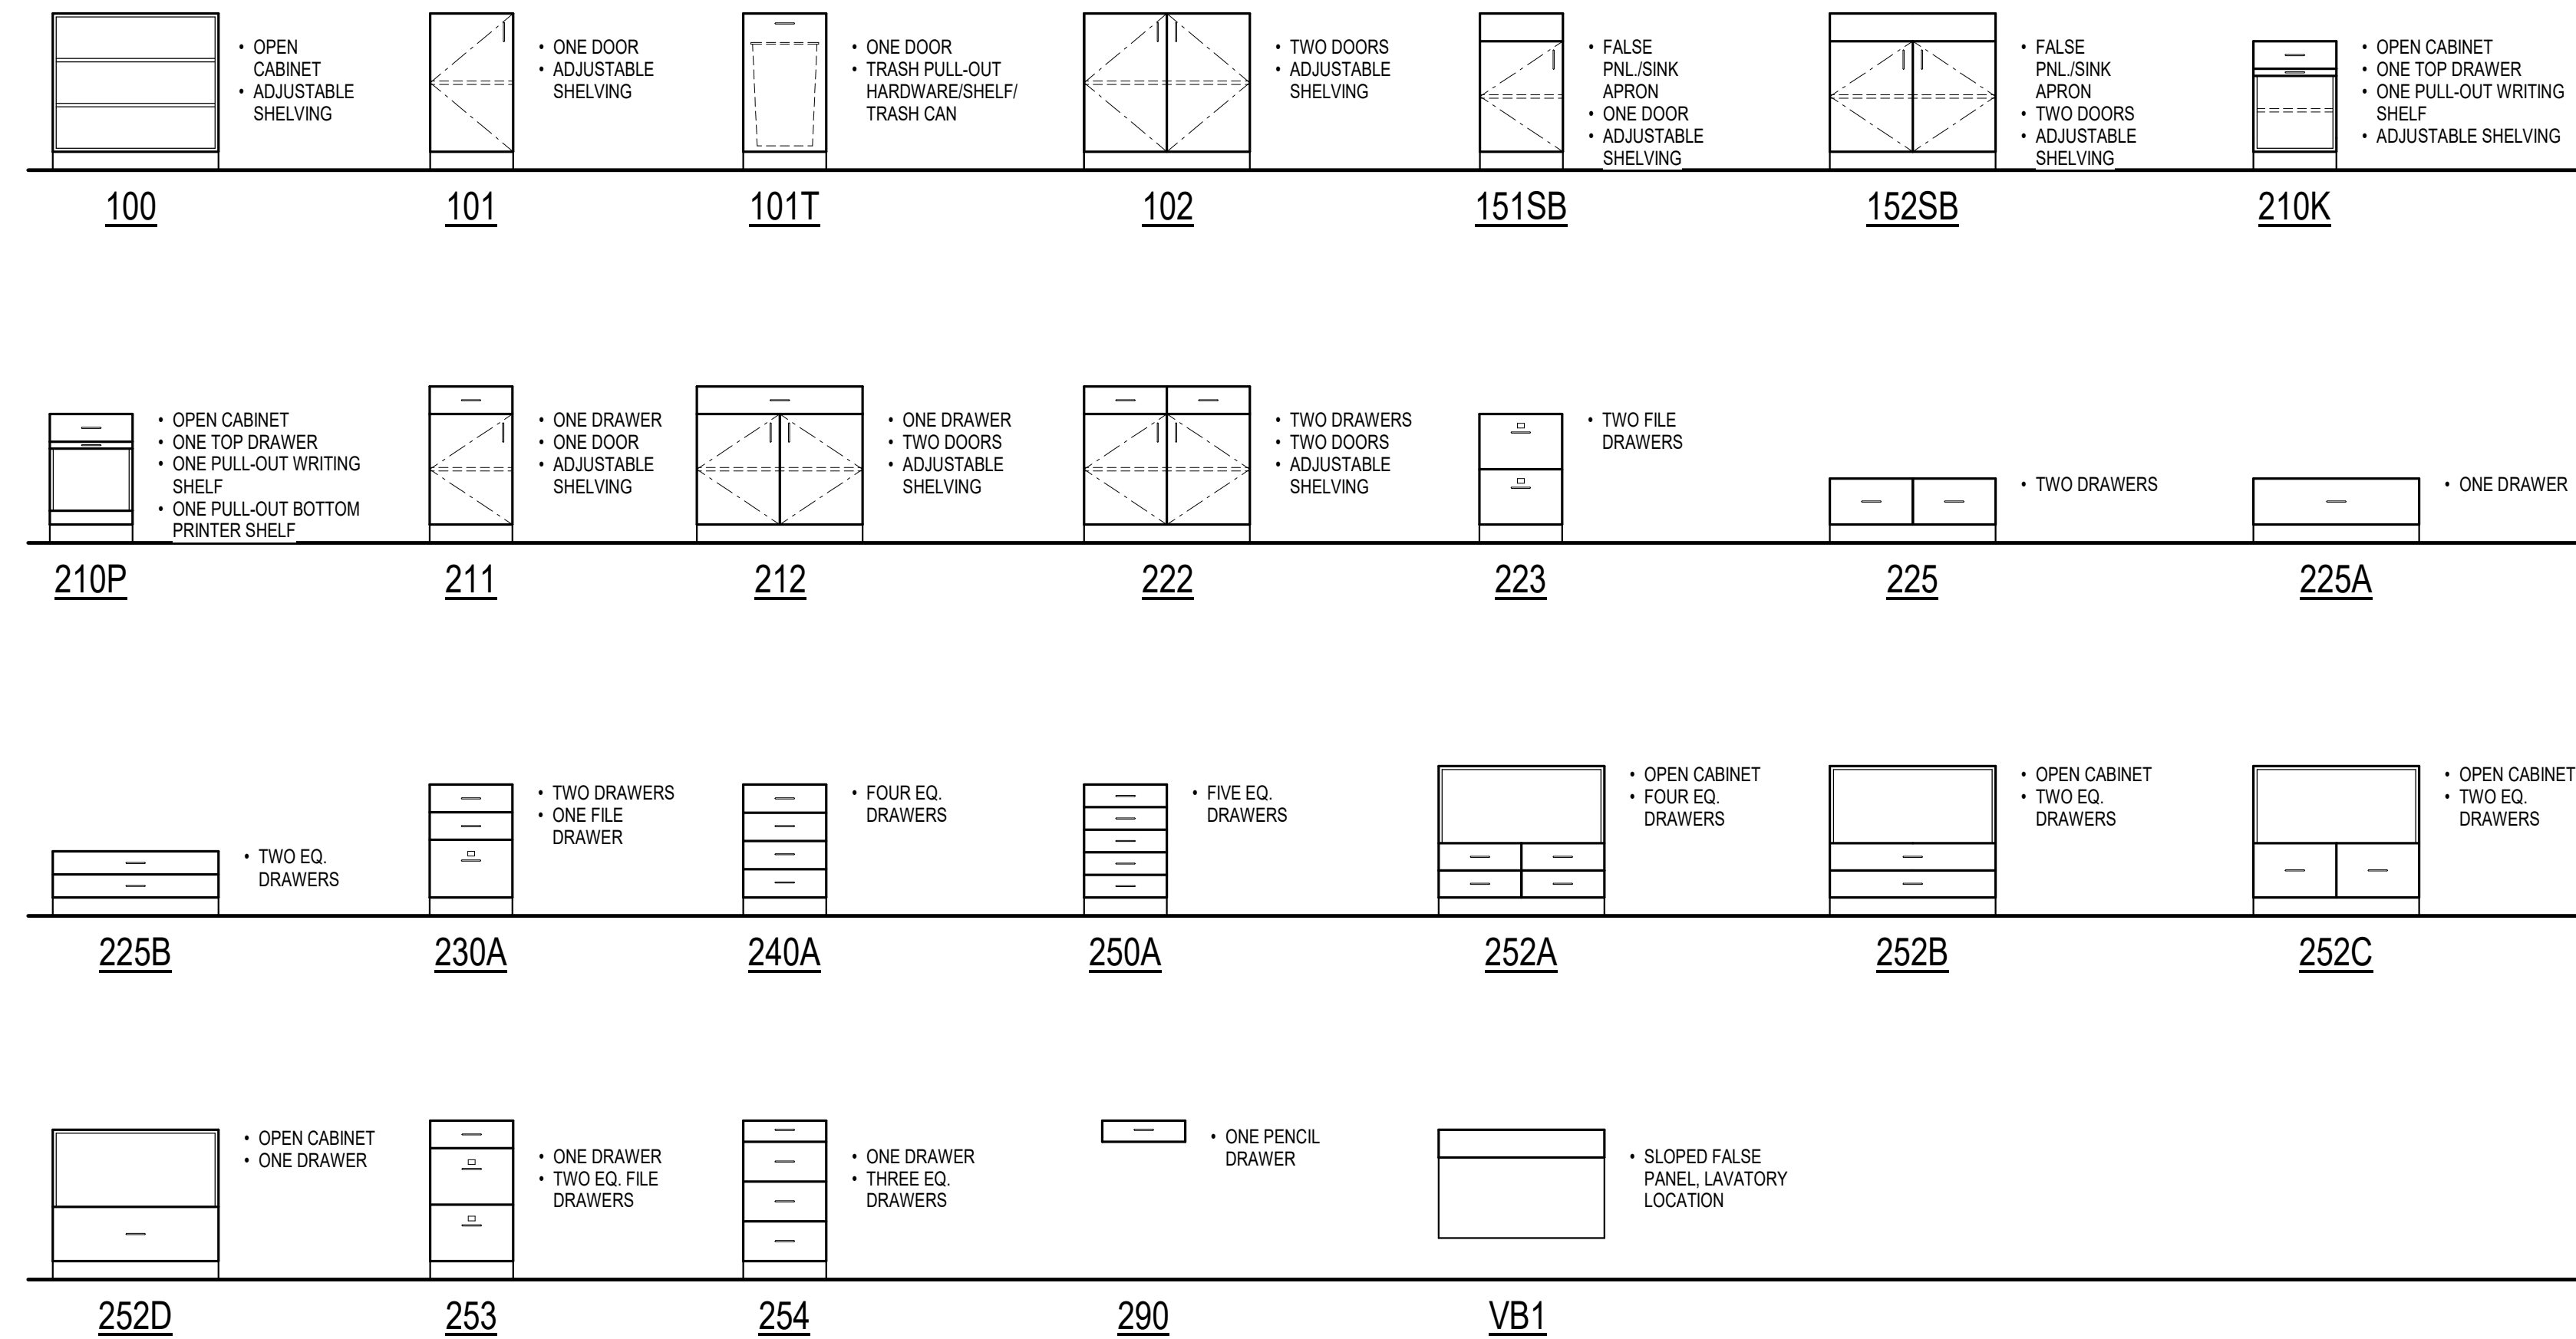 • OPEN
CABINET
• ADJUSTABLE
SHELVING
100
• ONE DOOR
• ADJUSTABLE
SHELVING
101
• ONE DOOR
• TRASH PULL-OUT
HARDWARE/SHELF/
TRASH CAN
101T
• TWO DOORS
• ADJUSTABLE
SHELVING
102
• FALSE
PNL./SINK
APRON
• ONE DOOR
• ADJUSTABLE
SHELVING
151SB
• FALSE
PNL./SINK
APRON
• TWO DOORS
• ADJUSTABLE
SHELVING
152SB
• OPEN CABINET
• ONE TOP DRAWER
• ONE PULL-OUT WRITING
SHELF
• ADJUSTABLE SHELVING
210K
• OPEN CABINET
• ONE TOP DRAWER
• ONE PULL-OUT WRITING
SHELF
• ONE PULL-OUT BOTTOM
PRINTER SHELF
210P
• ONE DRAWER
• ONE DOOR
• ADJUSTABLE
SHELVING
211
• ONE DRAWER
• TWO DOORS
• ADJUSTABLE
SHELVING
212
• TWO DRAWERS
• TWO DOORS
• ADJUSTABLE
SHELVING
222
• TWO FILE
DRAWERS
223
• TWO DRAWERS
225
• ONE DRAWER
225A
• TWO EQ.
DRAWERS
225B
• TWO DRAWERS
• ONE FILE
DRAWER
230A
• FOUR EQ.
DRAWERS
240A
• FIVE EQ.
DRAWERS
250A
• OPEN CABINET
• FOUR EQ.
DRAWERS
252A
• OPEN CABINET
• TWO EQ.
DRAWERS
252B
• OPEN CABINET
• TWO EQ.
DRAWERS
252C
• OPEN CABINET
• ONE DRAWER
252D
• ONE DRAWER
• TWO EQ. FILE
DRAWERS
253
• ONE DRAWER
• THREE EQ.
DRAWERS
254
• ONE PENCIL
DRAWER
290
• SLOPED FALSE
PANEL, LAVATORY
LOCATION
VB1